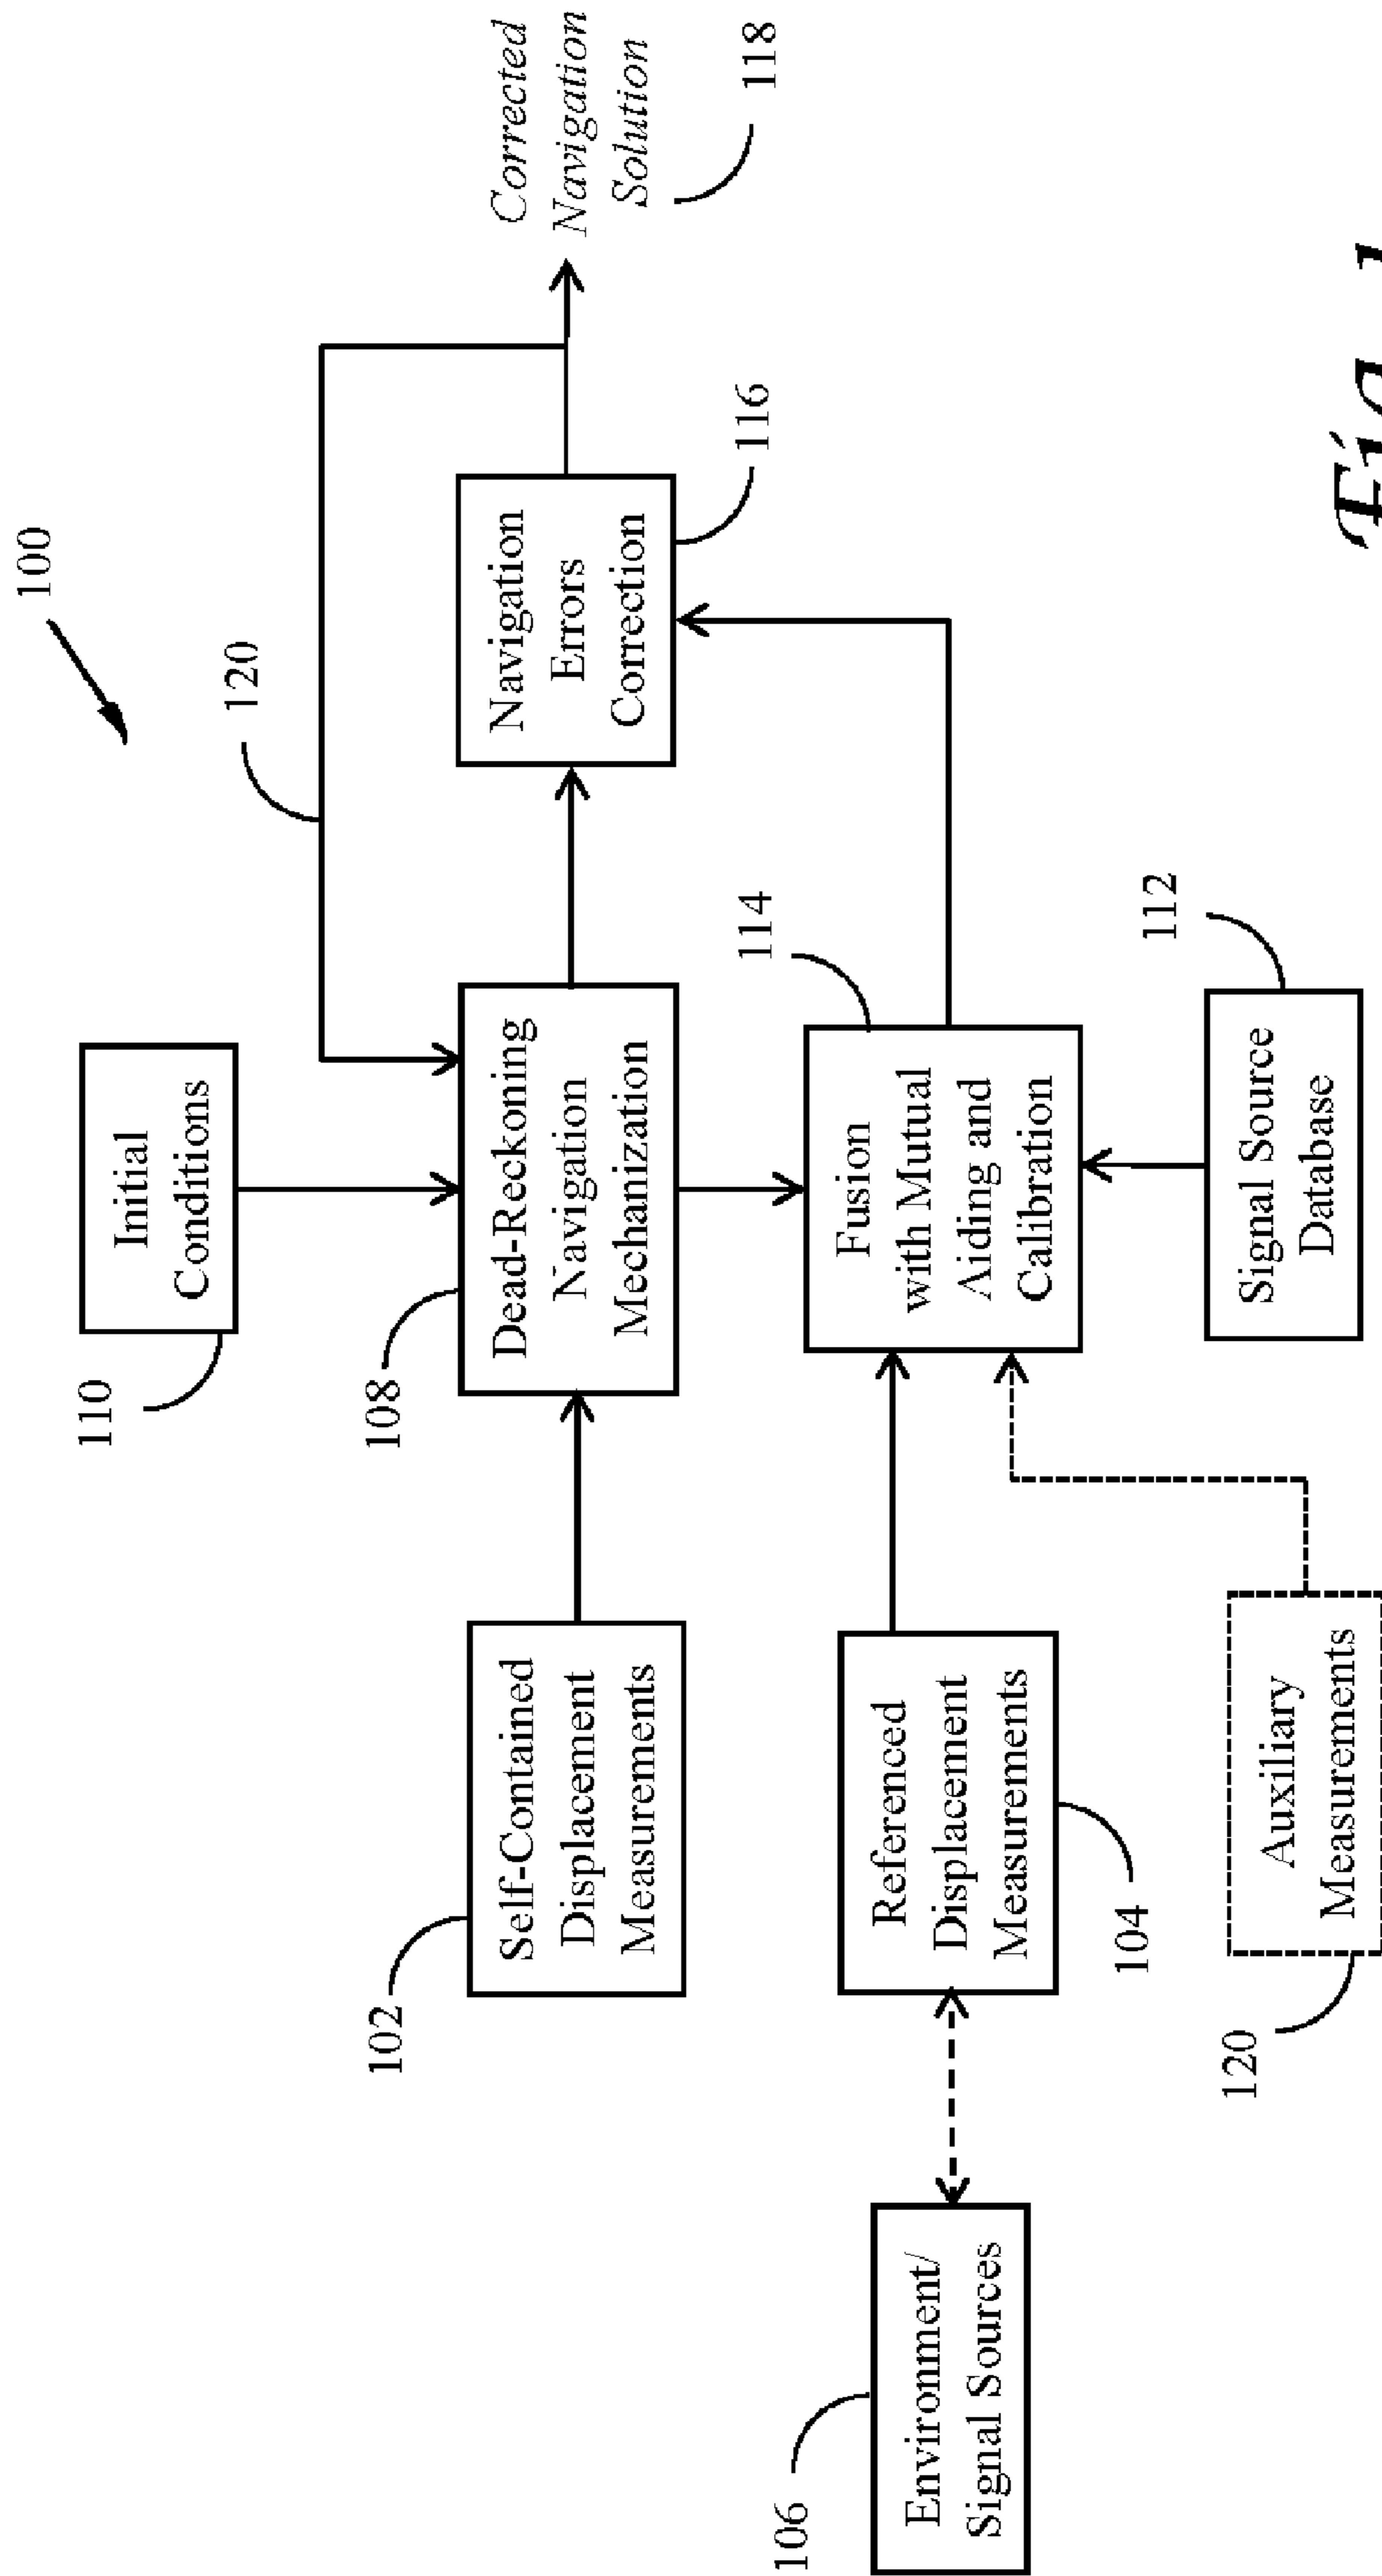 100
110
Initial
Conditions
120
102
Self-Contained
Displacement
Measurements
108
Dead-Reckoning
Navigation
Mechanization
Navigation
Errors
Correction
116
Corrected
Navigation
Solution
118
106
Environment/
Signal Sources
Referenced
Displacement
Measurements
104
114
Fusion
with Mutual
Aiding and
Calibration
120
Auxiliary
Measurements
Signal Source
Database
112